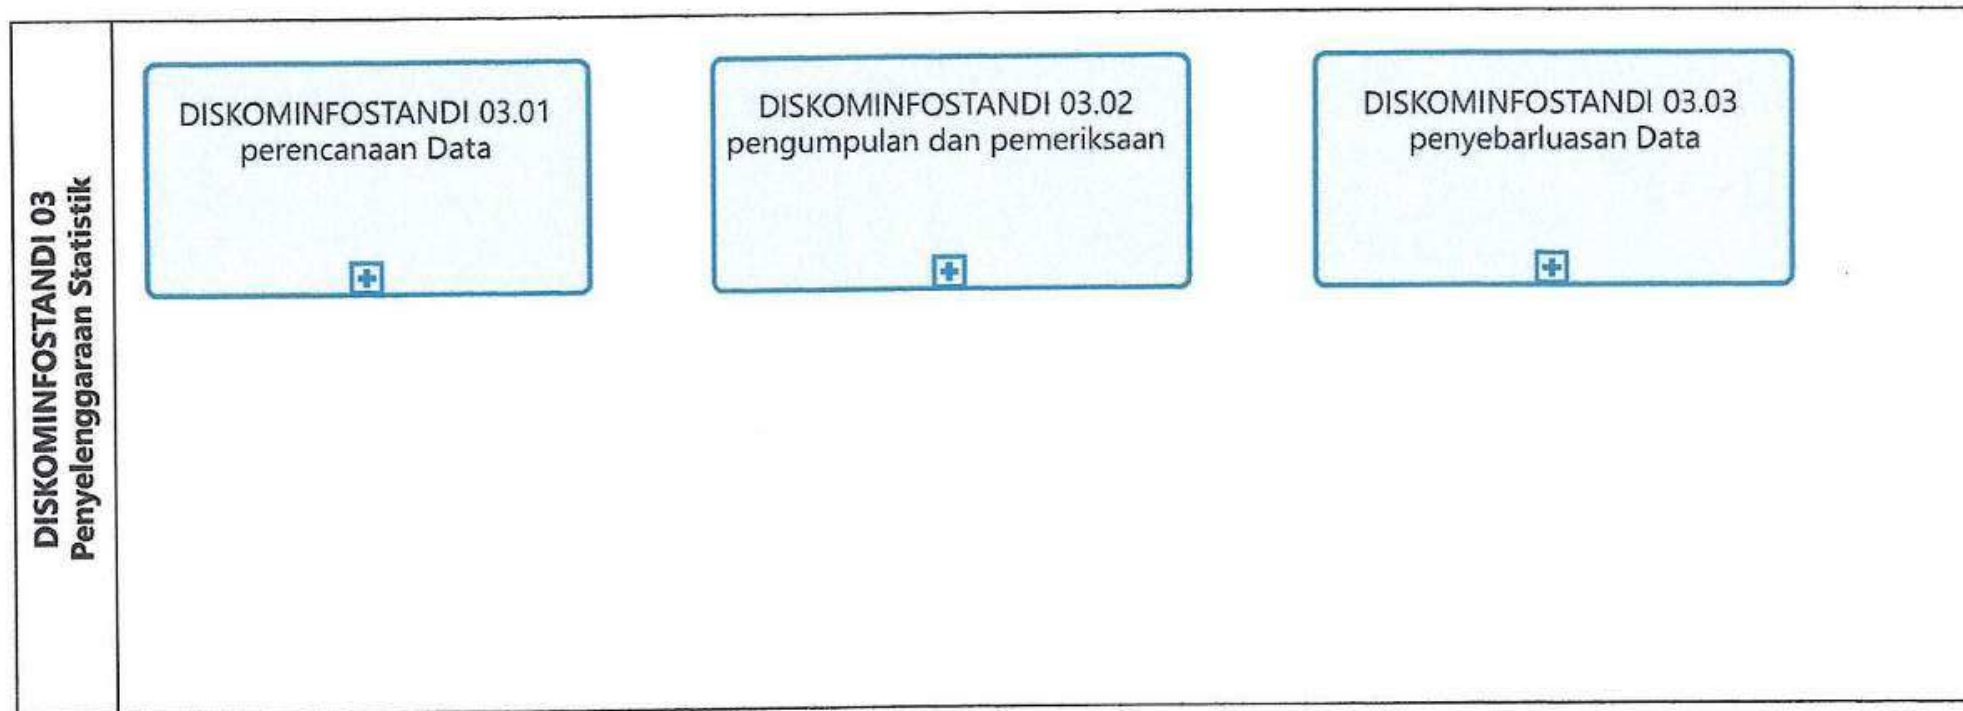 DISKOMINFOSTANDI 03
Penyelenggaraan Statistik
DISKOMINFOSTANDI 03.01
perencanaan Data
DISKOMINFOSTANDI 03.02
pengumpulan dan pemeriksaan
DISKOMINFOSTANDI 03.03
penyebarluasan Data